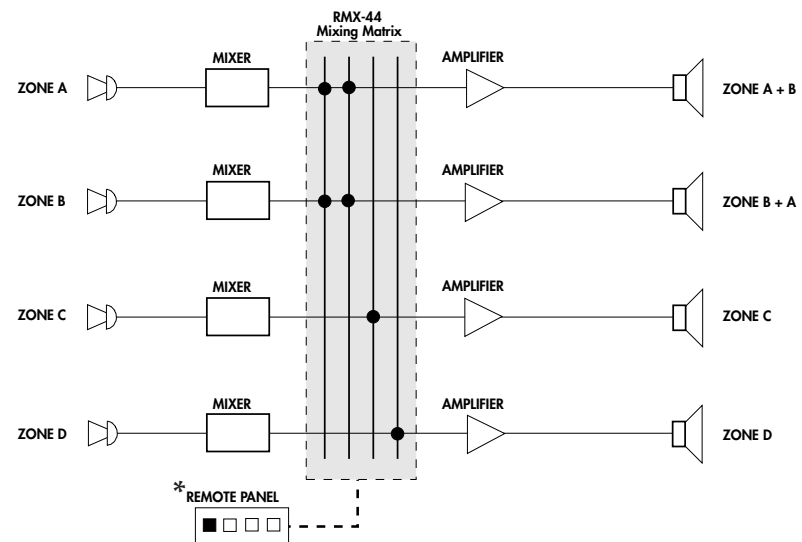 RMX-44
Mixing Matrix
MIXER
AMPLIFIER
ZONE A
ZONE A + B
MIXER
AMPLIFIER
ZONE B
ZONE B + A
MIXER
AMPLIFIER
ZONE C
ZONE C
MIXER
AMPLIFIER
ZONE D
ZONE D
*REMOTE PANEL